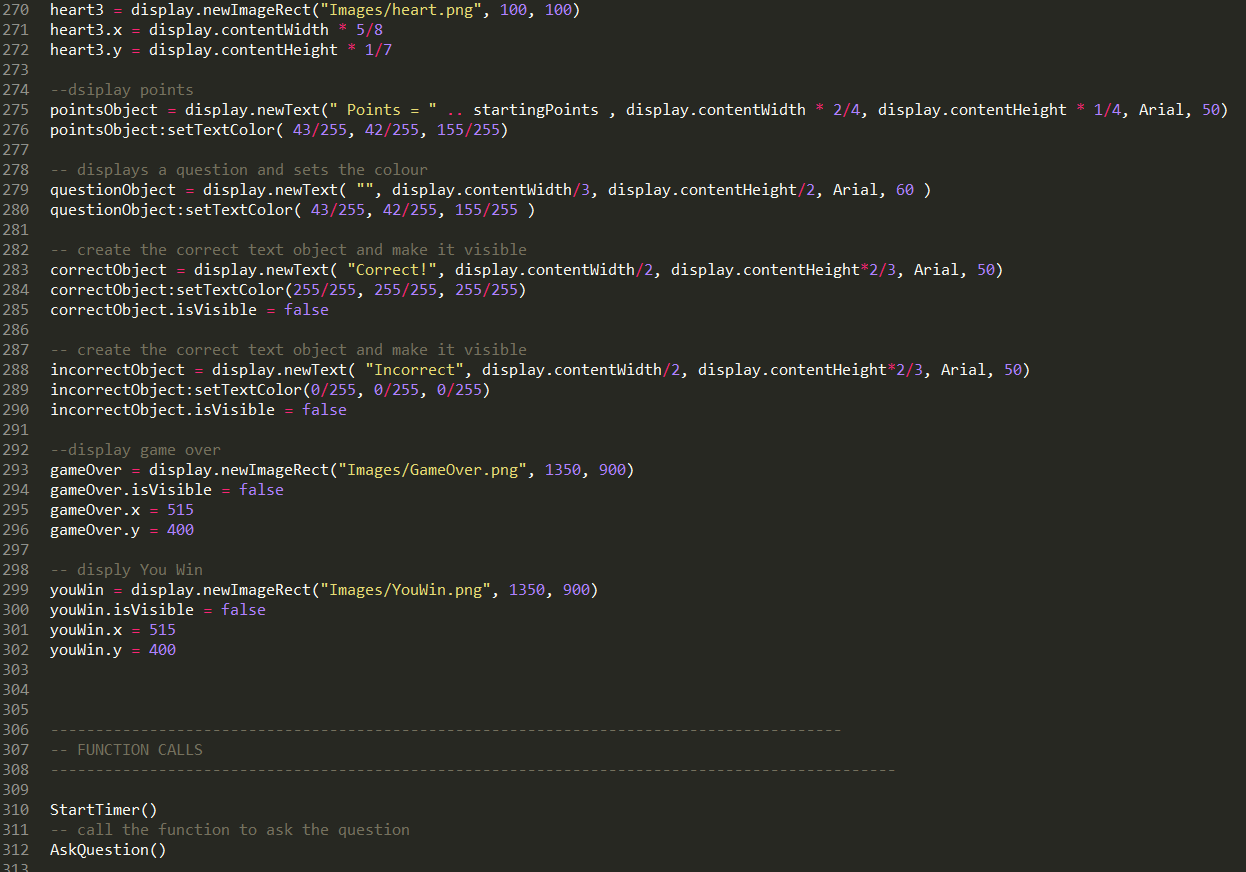 270 heart3 = display.newImageRect("Images/heart.png", 100, 100)
271 heart3.x = display.contentWidth * 5/8
272 heart3.y = display.contentHeight * 1/7
273
274 --dsiplay points
275 pointsObject = display.newText(" Points = " .. startingPoints , display.contentWidth * 2/4, display.contentHeight * 1/4, Arial, 50)
276 pointsObject:setTextColor( 43/255, 42/255, 155/255)
277
278 -- displays a question and sets the colour
279 questionObject = display.newText( "", display.contentWidth/3, display.contentHeight/2, Arial, 60 )
280 questionObject:setTextColor( 43/255, 42/255, 155/255 )
281
282 -- create the correct text object and make it visible
283 correctObject = display.newText( "Correct!", display.contentWidth/2, display.contentHeight*2/3, Arial, 50)
284 correctObject:setTextColor(255/255, 255/255, 255/255)
285 correctObject.isVisible = false
286
287 -- create the correct text object and make it visible
288 incorrectObject = display.newText( "Incorrect", display.contentWidth/2, display.contentHeight*2/3, Arial, 50)
289 incorrectObject:setTextColor(0/255, 0/255, 0/255)
290 incorrectObject.isVisible = false
291
292 --display game over
293 gameOver = display.newImageRect("Images/GameOver.png", 1350, 900)
294 gameOver.isVisible = false
295 gameOver.x = 515
296 gameOver.y = 400
297
298 -- disply You Win
299 youWin = display.newImageRect("Images/YouWin.png", 1350, 900)
300 youWin.isVisible = false
301 youWin.x = 515
302 youWin.y = 400
303
304
305
306 ----------------------------------------------------------------------------------------
307 -- FUNCTION CALLS
308 ----------------------------------------------------------------------------------------------
309
310 StartTimer()
311 -- call the function to ask the question
312 AskQuestion()
313